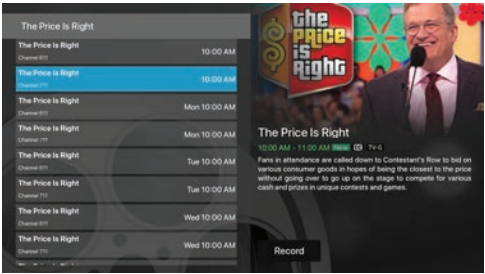 The Price Is Right
The Price Is Right
10:00 AM
Channel 611
The Price Is Right
10:00 AM
Channel 711
The Price Is Right
Mon 10:00 AM
Channel 611
The Price Is Right
Mon 10:00 AM
Channel 711
The Price Is Right
Tue 10:00 AM
Channel 611
The Price Is Right
Tue 10:00 AM
Channel 711
The Price Is Right
Wed 10:00 AM
Channel 611
The Price Is Right
Wed 10:00 AM
Channel 711
The Price Is Right
the
PRiCe
iS
Right
The Price Is Right
10:00 AM - 11:00 AM New CC TV-G
Fans in attendance are called down to Contestant's Row to bid on
various consumer goods in hopes of being the closest to the price
without going over to go up on the stage to compete for various
cash and prizes in unique contests and games.
Record